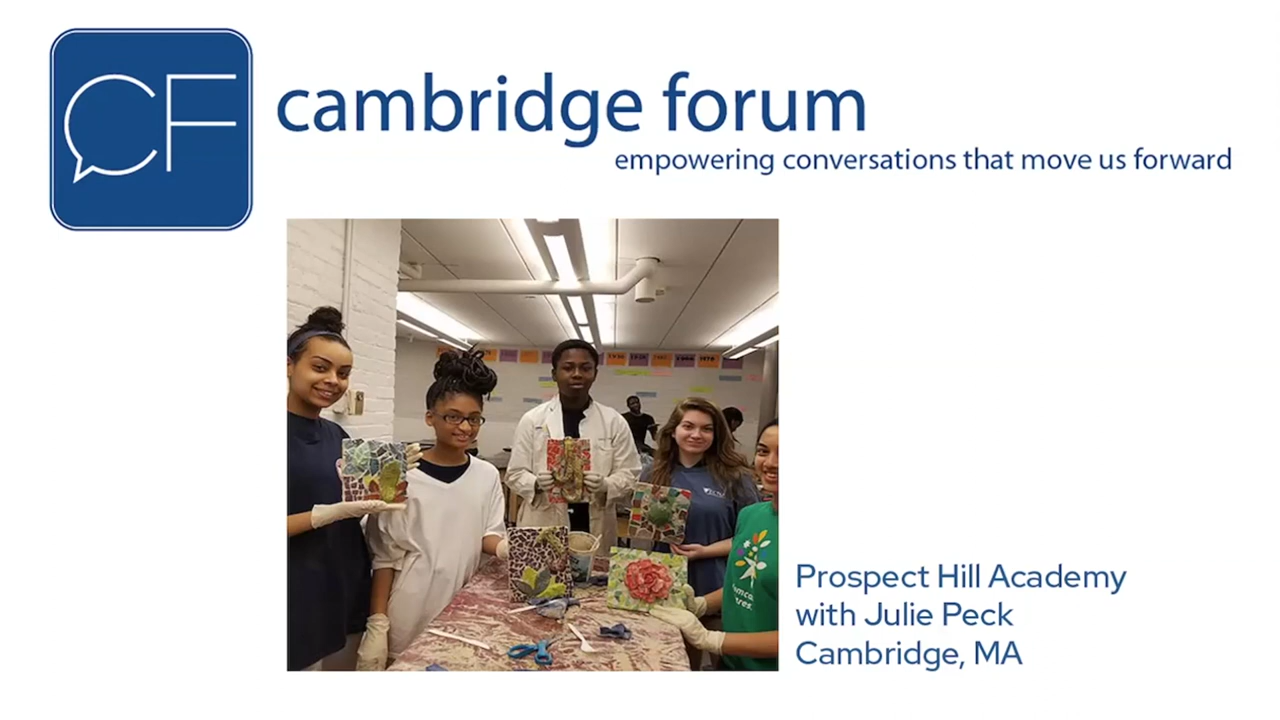 CF
cambridge forum
empowering conversations that move us forward
Prospect Hill Academy
with Julie Peck
Cambridge, MA